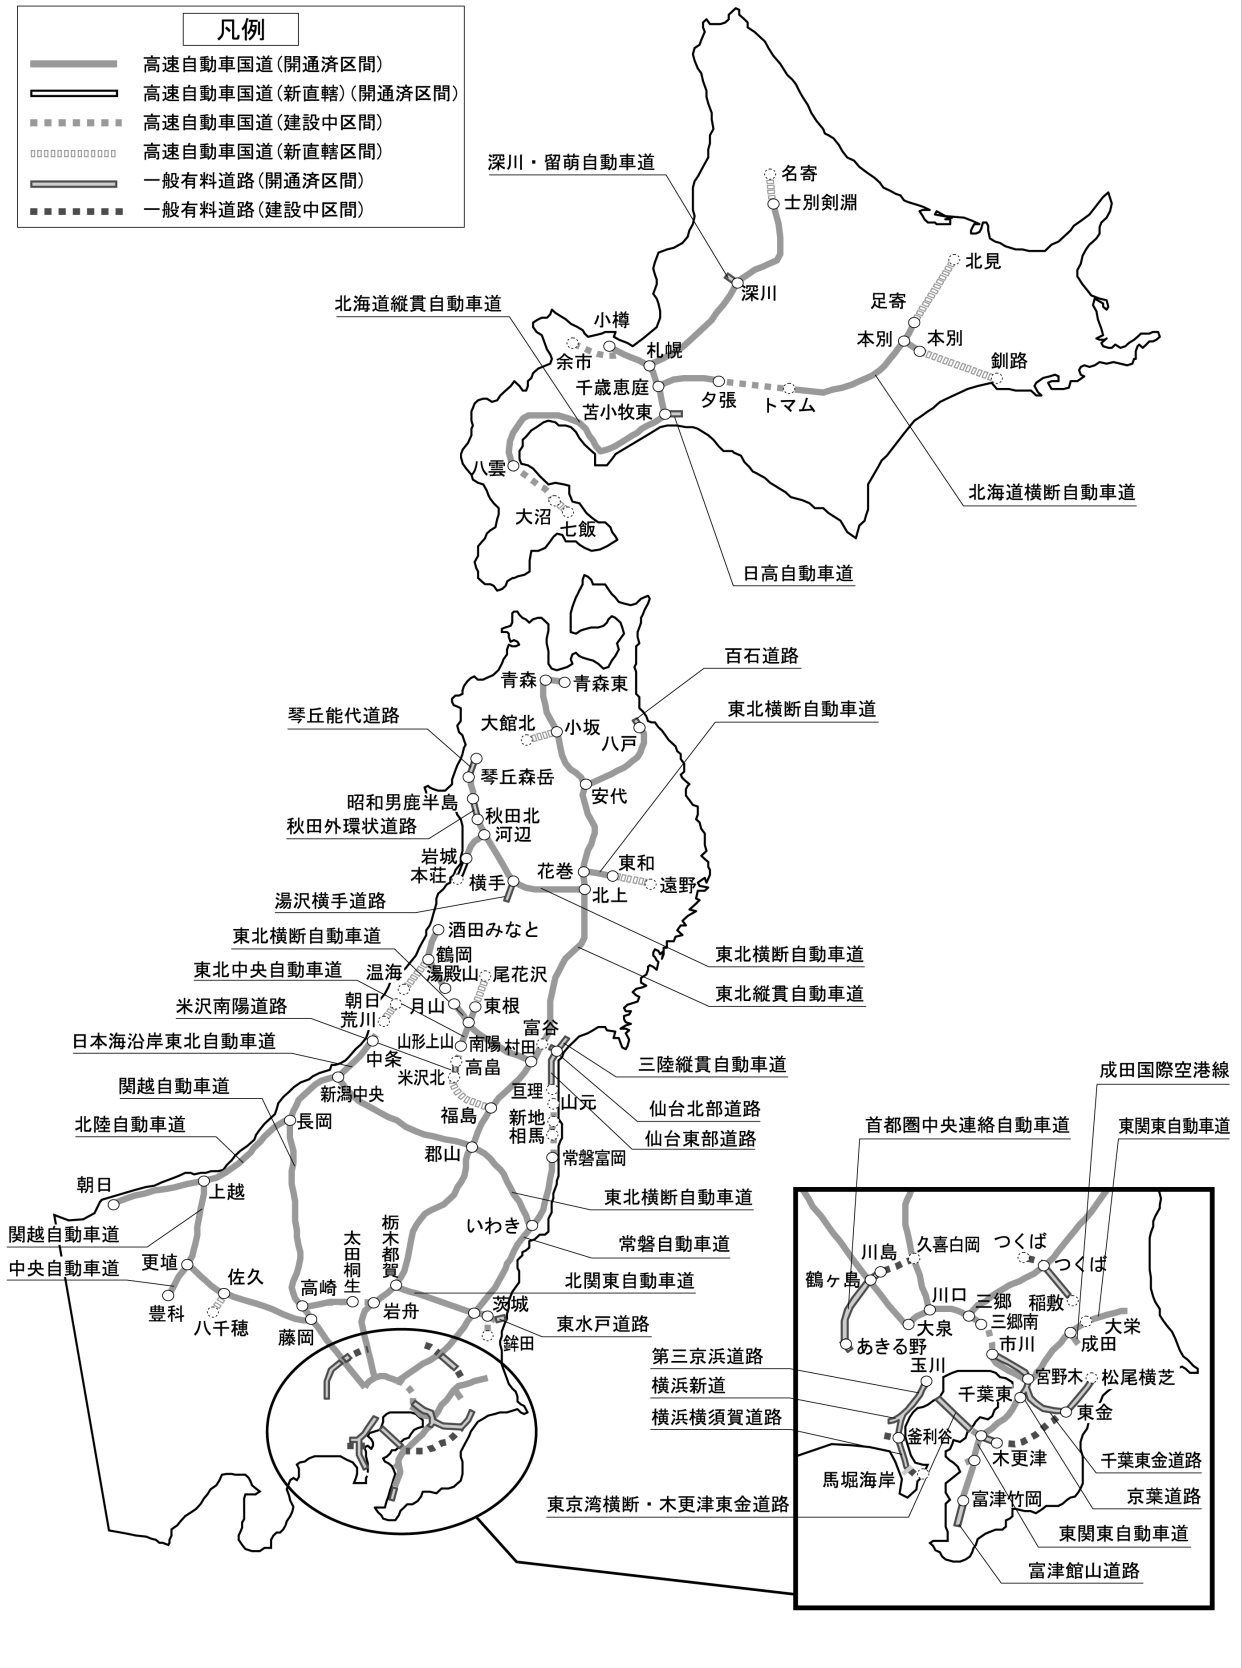 凡例
高速自動車国道(開通済区間)
高速自動車国道(新直轄)(開通済区間)
高速自動車国道(建設中区間)
高速自動車国道(新直轄区間)
一般有料道路(開通済区間)
一般有料道路(建設中区間)
深川・留萌自動車道
名寄
士別剣淵
北見
深川
足寄
北海道縦貫自動車道
小樽
本別
本別
札幌
余市
釧路
千歳恵庭
夕張
トマム
苫小牧東
八雲
北海道横断自動車道
大沼
七飯
日高自動車道
百石道路
青森
青森東
東北横断自動車道
琴丘能代道路
大館北
小坂
八戸
琴丘森岳
安代
昭和男鹿半島
秋田北
秋田外環状道路
河辺
岩城
花巻
東和
本荘
横手
遠野
北上
湯沢横手道路
酒田みなと
東北横断自動車道
鶴岡
東北横断自動車道
東北中央自動車道
温海
湯殿山
尾花沢
東北縦貫自動車道
米沢南陽道路
朝日
月山
東根
荒川
富谷
日本海沿岸東北自動車道
山形上山
南陽
村田
中条
高畠
三陸縦貫自動車道
成田国際空港線
関越自動車道
新潟中央
米沢北
亘理
山元
仙台北部道路
北陸自動車道
長岡
福島
新地
首都圏中央連絡自動車道
東関東自動車道
相馬
仙台東部道路
郡山
常磐富岡
朝日
上越
東北横断自動車道
関越自動車道
栃木都賀
いわき
太田桐生
常磐自動車道
つくば
久喜白岡
川島
つくば
更埴
中央自動車道
佐久
北関東自動車道
鶴ヶ島
高崎
川口
三郷
稲敷
豊科
岩舟
茨城
八千穂
三郷南
大泉
大栄
藤岡
東水戸道路
鉾田
あきる野
市川
成田
第三京浜道路
玉川
宮野木
松尾横芝
横浜新道
千葉東
東金
横浜横須賀道路
釜利谷
木更津
千葉東金道路
馬堀海岸
京葉道路
東京湾横断・木更津東金道路
富津竹岡
東関東自動車道
富津館山道路